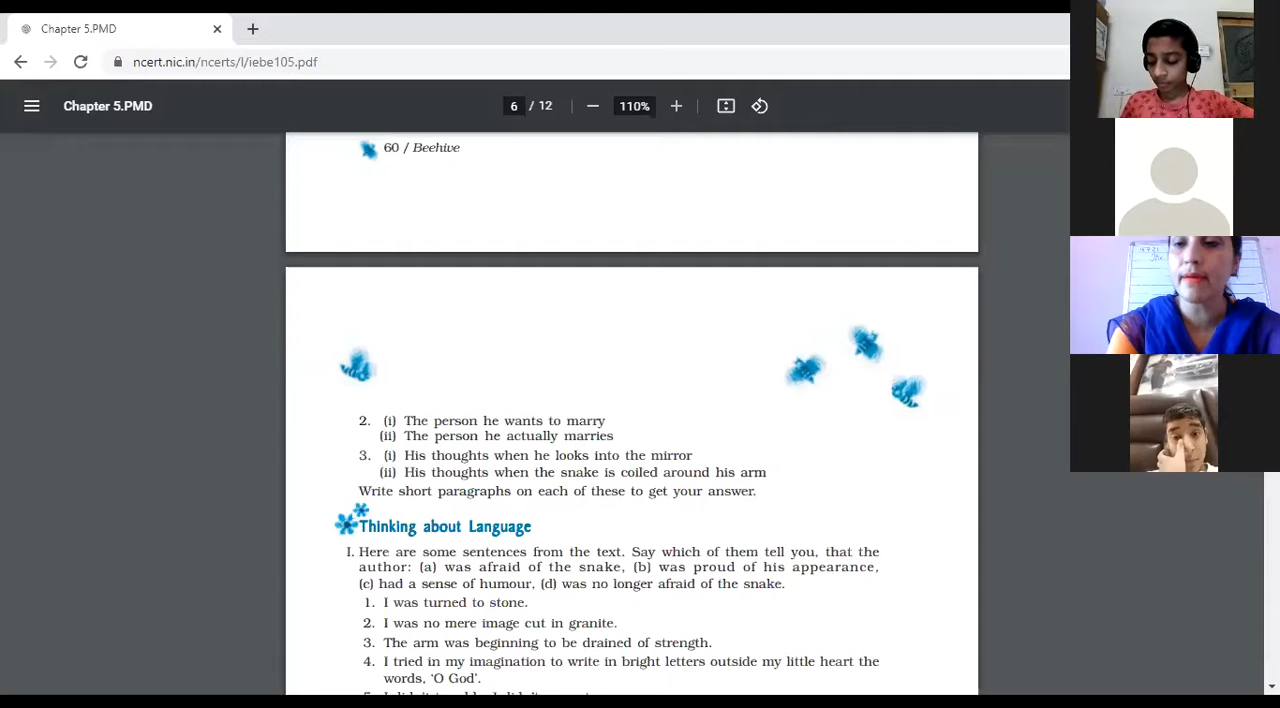 Chapter 5.PMD
ncert.nic.in/ncerts/l/iebe105.pdf
Chapter 5.PMD
6 / 12
110%
60 / Beehive
2. (i) The person he wants to marry
(ii) The person he actually marries
3. (i) His thoughts when he looks into the mirror
(ii) His thoughts when the snake is coiled around his arm
Write short paragraphs on each of these to get your answer.
Thinking about Language
I. Here are some sentences from the text. Say which of them tell you, that the
author: (a) was afraid of the snake, (b) was proud of his appearance,
(c) had a sense of humour, (d) was no longer afraid of the snake.
1. I was turned to stone.
2. I was no mere image cut in granite.
3. The arm was beginning to be drained of strength.
4. I tried in my imagination to write in bright letters outside my little heart the
words, ‘O God’.